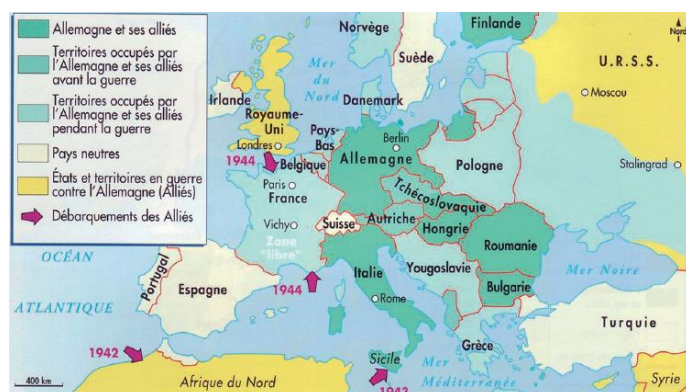 Allemagne et ses alliés
Territoires occupés par
l'Allemagne et ses alliés
avant la guerre
Territoires occupés par
l'Allemagne et ses alliés
pendant la guerre
Pays neutres
États et territoires en guerre
contre l'Allemagne (Alliés)
Débarquements des Alliés
Norvège
Finlande
Nord
Suède
Mer
du
Nord
U.R.S.S.
Moscou
Irlande
Danemark
Royaume-
Uni
Londres
Pays-
Bas
Berlin
1944
Belgique
Allemagne
Pologne
Stalingrad
Paris
France
Tchécoslovaquie
Vichy
Suisse
Autriche
Hongrie
Zone
"libre"
Roumanie
OCÉAN
ATLANTIQUE
Portugal
Espagne
1944
Italie
Yougoslavie
Mer Noire
Bulgarie
Rome
Turquie
Grèce
1942
Sicile
Mer
Méditerranée
Afrique du Nord
1943
Syrie
400 km